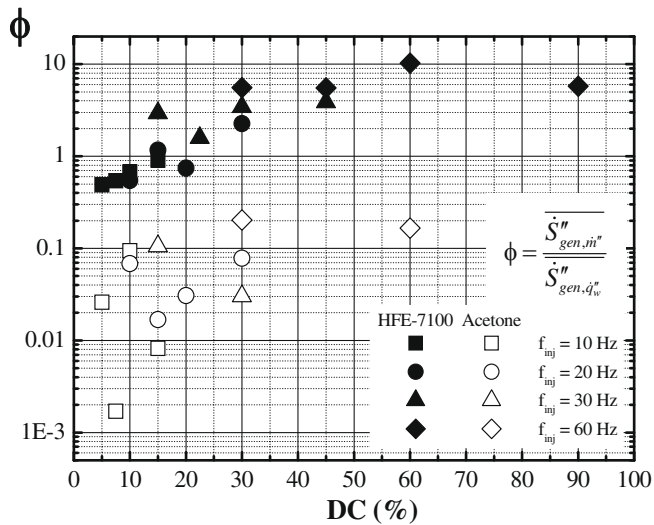 ϕ
10
1
0.1
0.01
1E-3
ϕ = Ṡ″gen,ṁ″ / Ṡ″gen,q̇″w
HFE-7100 Acetone
finj = 10 Hz
finj = 20 Hz
finj = 30 Hz
finj = 60 Hz
0 10 20 30 40 50 60 70 80 90 100
DC (%)